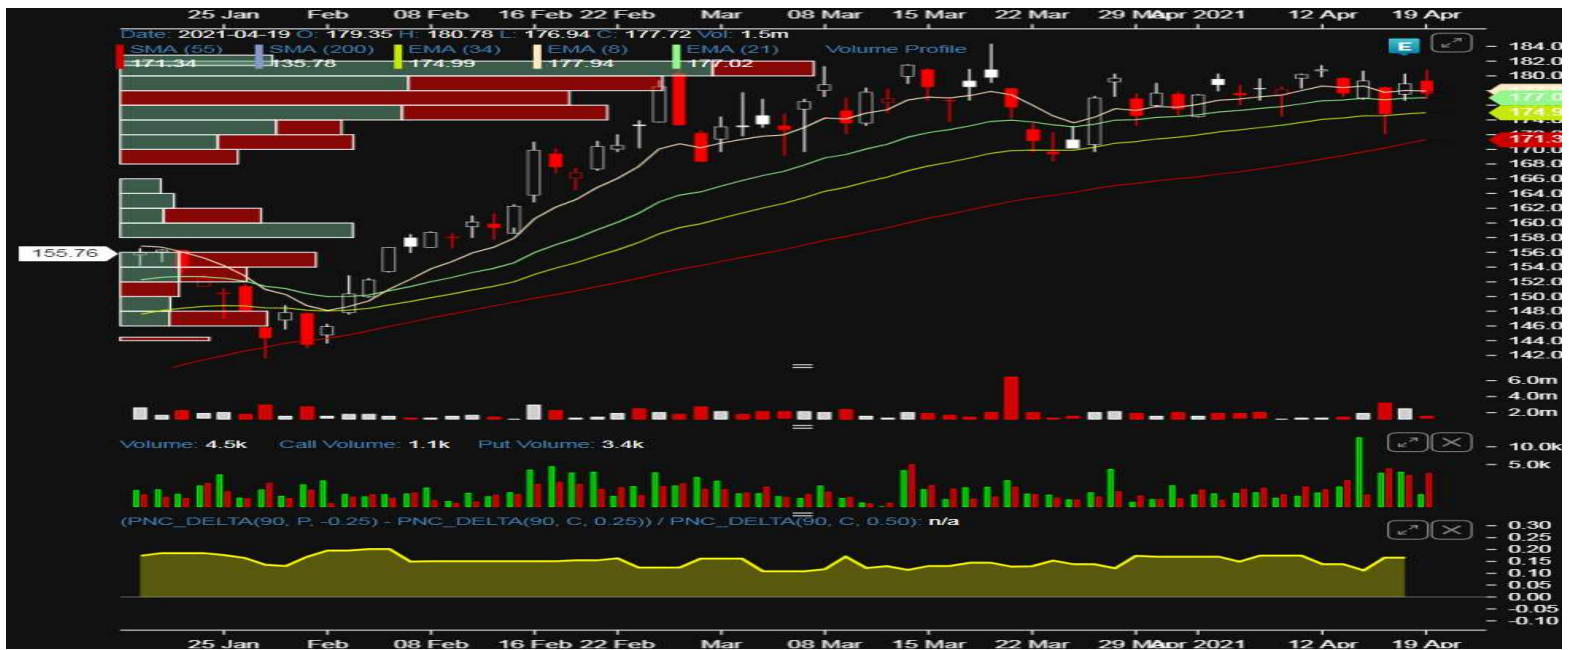 25 Jan Feb 08 Feb 16 Feb 22 Feb Mar 08 Mar 15 Mar 22 Mar 29 Mar Apr 2021 12 Apr 19 Apr
Date: 2021-04-19 O: 179.35 H: 180.78 L: 176.94 C: 177.72 Vol: 1.5m
SMA (55) SMA (200) EMA (34) EMA (8) EMA (21) Volume Profile
171.34 135.78 174.99 177.94 177.02
E
184.0
182.0
180.0
177.0
174.9
171.3
170.0
168.0
166.0
164.0
162.0
160.0
158.0
155.76
156.0
154.0
152.0
150.0
148.0
146.0
144.0
142.0
6.0m
4.0m
2.0m
Volume: 4.5k Call Volume: 1.1k Put Volume: 3.4k
10.0k
5.0k
(PNC_DELTA(90, P, -0.25) - PNC_DELTA(90, C, 0.25)) / PNC_DELTA(90, C, 0.50): n/a
0.30
0.25
0.20
0.15
0.10
0.05
0.00
-0.05
-0.10
25 Jan Feb 08 Feb 16 Feb 22 Feb Mar 08 Mar 15 Mar 22 Mar 29 Mar Apr 2021 12 Apr 19 Apr